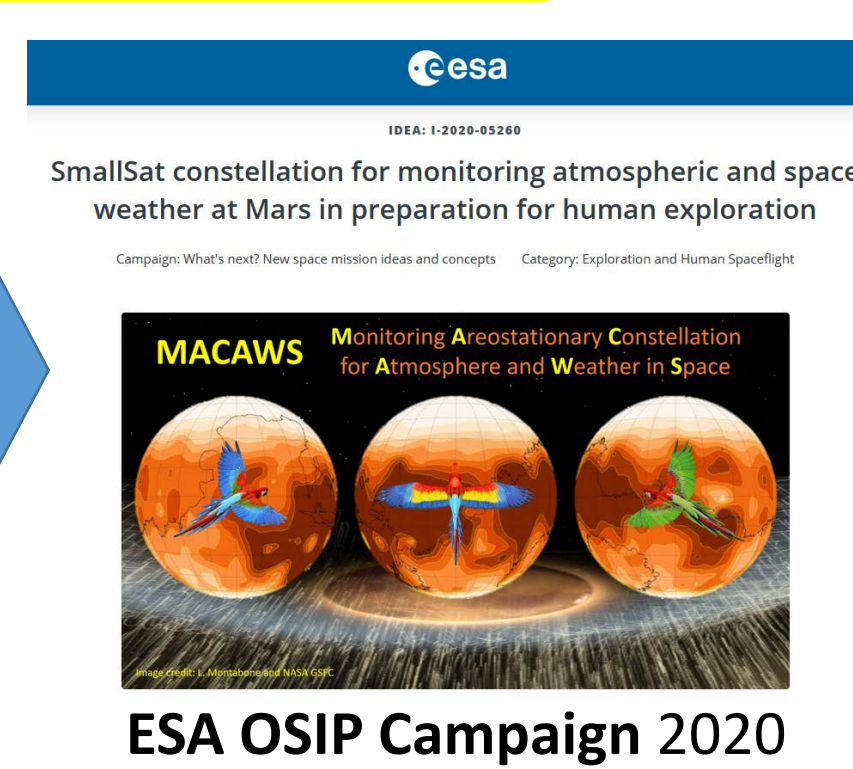 esa
IDEA: I-2020-05260
SmallSat constellation for monitoring atmospheric and space
weather at Mars in preparation for human exploration
Campaign: What's next? New space mission ideas and concepts Category: Exploration and Human Spaceflight
MACAWS
Monitoring Areostationary Constellation
for Atmosphere and Weather in Space
Image credit: L. Montabone and NASA GSFC
ESA OSIP Campaign 2020